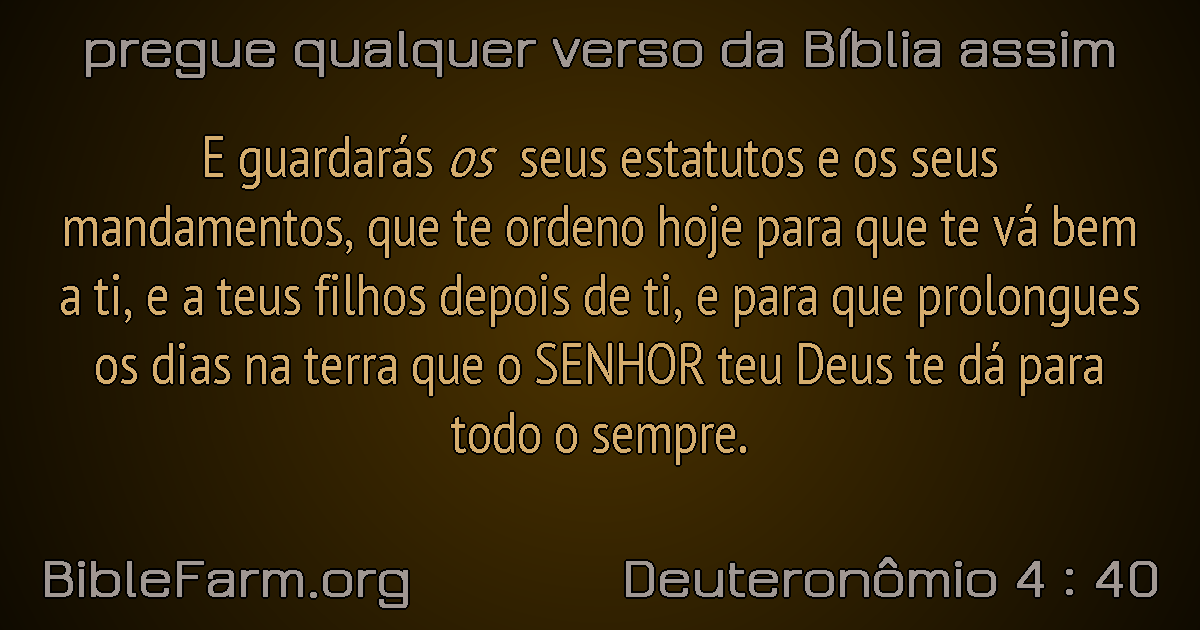 pregue qualquer verso da Bíblia assim
E guardarás os seus estatutos e os seus
mandamentos, que te ordeno hoje para que te vá bem
a ti, e a teus filhos depois de ti, e para que prolongues
os dias na terra que o SENHOR teu Deus te dá para
todo o sempre.
BibleFarm.org
Deuteronômio 4 : 40